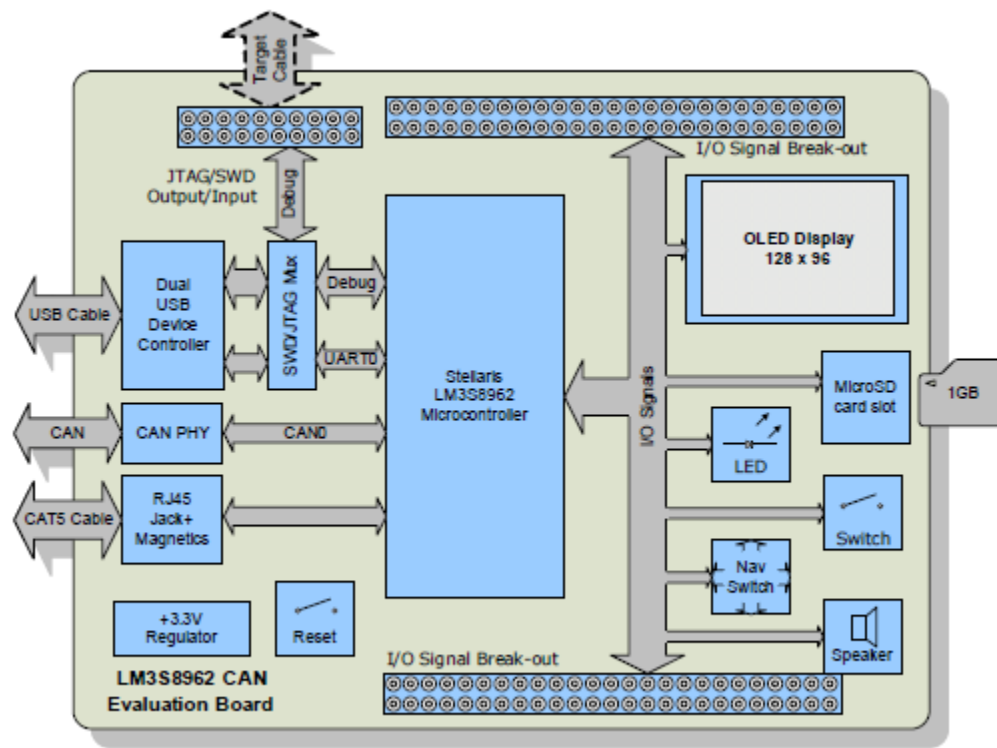 Target
Cable
I/O Signal Break-out
JTAG/SWD
Output/Input
Debug
OLED Display
128 x 96
Dual
USB
Device
Controller
SWD/JTAG Mux
Debug
USB Cable
UART0
Stellaris
LM3S8962
Microcontroller
I/O Signals
MicroSD
card slot
1GB
CAN
CAN PHY
CAN0
LED
RJ45
Jack+
Magnetics
CAT5 Cable
Switch
Nav
Switch
+3.3V
Regulator
Reset
Speaker
I/O Signal Break-out
LM3S8962 CAN
Evaluation Board